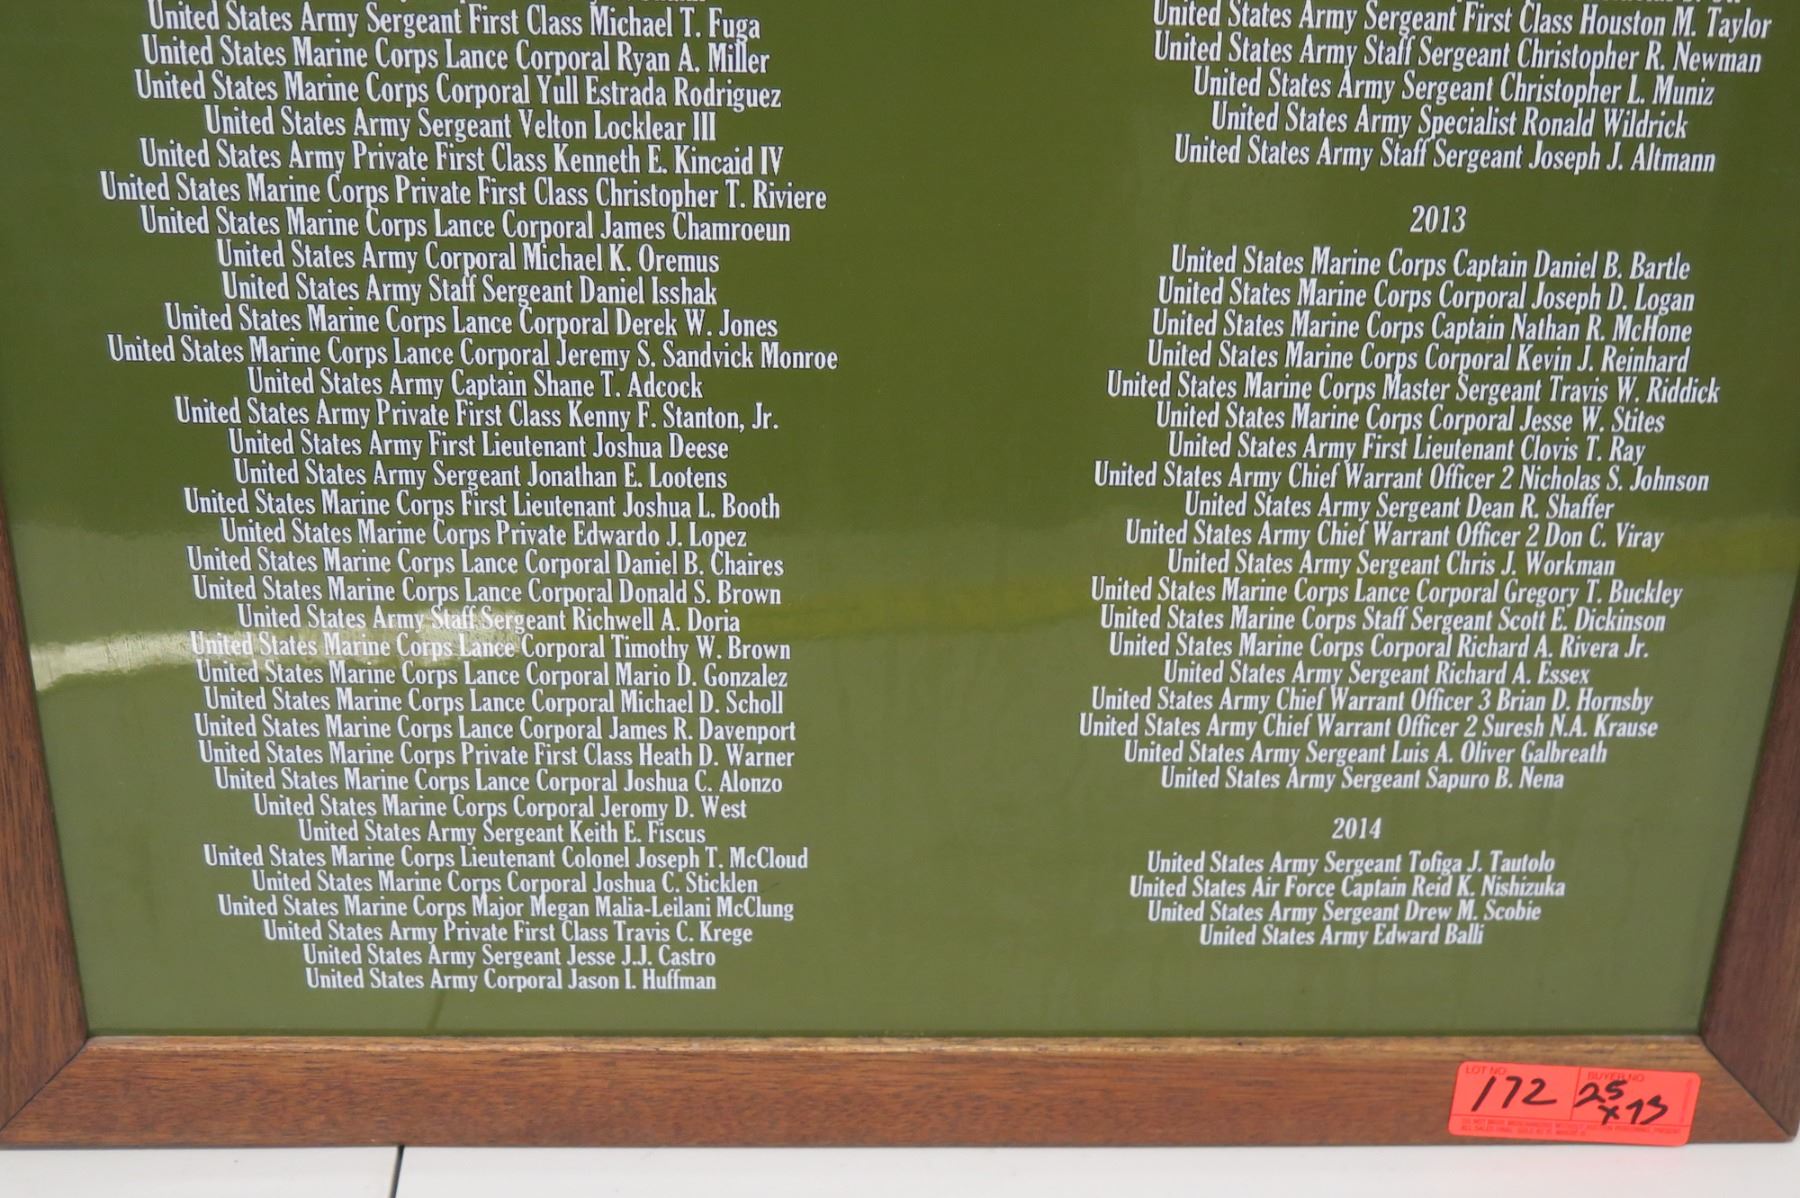 United States Army Sergeant First Class Michael T. Fuga
United States Marine Corps Lance Corporal Ryan A. Miller
United States Marine Corps Corporal Yull Estrada Rodriguez
United States Army Sergeant Velton Locklear III
United States Army Private First Class Kenneth E. Kincaid IV
United States Marine Corps Private First Class Christopher T. Riviere
United States Marine Corps Lance Corporal James Chamroeun
United States Army Corporal Michael K. Oremus
United States Army Staff Sergeant Daniel Isshak
United States Marine Corps Lance Corporal Derek W. Jones
United States Marine Corps Lance Corporal Jeremy S. Sandvick Monroe
United States Army Captain Shane T. Adcock
United States Army Private First Class Kenny F. Stanton, Jr.
United States Army First Lieutenant Joshua Deese
United States Army Sergeant Jonathan E. Lootens
United States Marine Corps First Lieutenant Joshua L. Booth
United States Marine Corps Private Edwardo J. Lopez
United States Marine Corps Lance Corporal Daniel B. Chaires
United States Marine Corps Lance Corporal Donald S. Brown
United States Army Staff Sergeant Richwell A. Doria
United States Marine Corps Lance Corporal Timothy W. Brown
United States Marine Corps Lance Corporal Mario D. Gonzalez
United States Marine Corps Lance Corporal Michael D. Scholl
United States Marine Corps Lance Corporal James R. Davenport
United States Marine Corps Private First Class Heath D. Warner
United States Marine Corps Lance Corporal Joshua C. Alonzo
United States Marine Corps Corporal Jeromy D. West
United States Army Sergeant Keith E. Fiscus
United States Marine Corps Lieutenant Colonel Joseph T. McCloud
United States Marine Corps Corporal Joshua C. Sticklen
United States Marine Corps Major Megan Malia-Leilani McClung
United States Army Private First Class Travis C. Krege
United States Army Sergeant Jesse J.J. Castro
United States Army Corporal Jason I. Huffman
United States Army Sergeant First Class Houston M. Taylor
United States Army Staff Sergeant Christopher R. Newman
United States Army Sergeant Christopher L. Muniz
United States Army Specialist Ronald Wildrick
United States Army Staff Sergeant Joseph J. Altmann
2013
United States Marine Corps Captain Daniel B. Bartle
United States Marine Corps Corporal Joseph D. Logan
United States Marine Corps Captain Nathan R. McHone
United States Marine Corps Corporal Kevin J. Reinhard
United States Marine Corps Master Sergeant Travis W. Riddick
United States Marine Corps Corporal Jesse W. Stites
United States Army First Lieutenant Clovis T. Ray
United States Army Chief Warrant Officer 2 Nicholas S. Johnson
United States Army Sergeant Dean R. Shaffer
United States Army Chief Warrant Officer 2 Don C. Viray
United States Army Sergeant Chris J. Workman
United States Marine Corps Lance Corporal Gregory T. Buckley
United States Marine Corps Staff Sergeant Scott E. Dickinson
United States Marine Corps Corporal Richard A. Rivera Jr.
United States Army Sergeant Richard A. Essex
United States Army Chief Warrant Officer 3 Brian D. Hornsby
United States Army Chief Warrant Officer 2 Suresh N.A. Krause
United States Army Sergeant Luis A. Oliver Galbreath
United States Army Sergeant Sapuro B. Nena
2014
United States Army Sergeant Tofiga J. Tautolo
United States Air Force Captain Reid K. Nishizuka
United States Army Sergeant Drew M. Scobie
United States Army Edward Balli
LOT NO. BUYER NO.
172 25
x 73